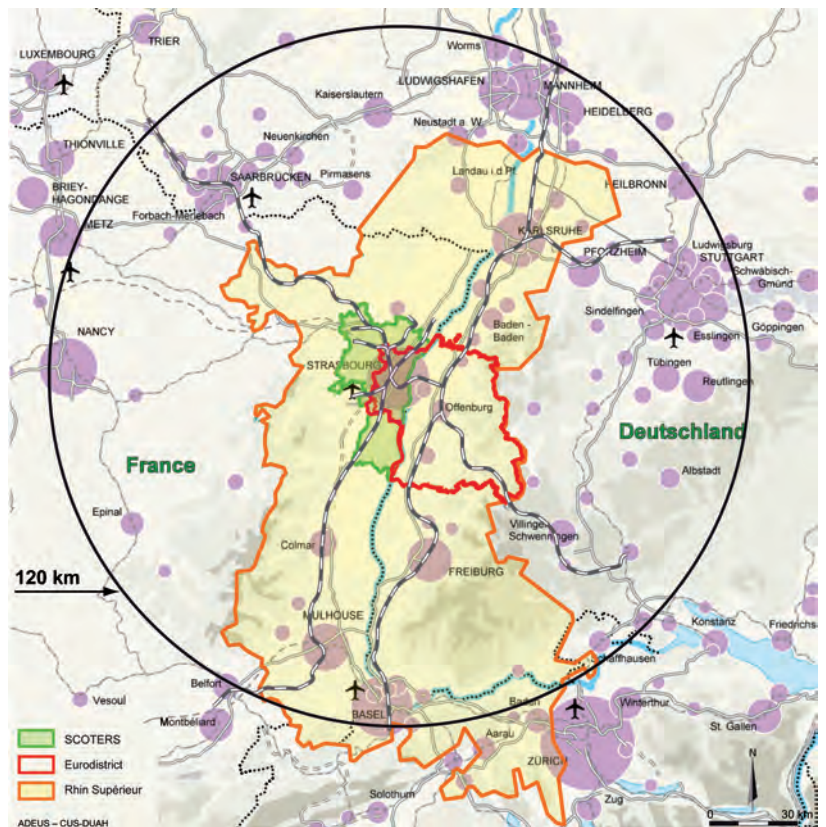 TRIER
LUXEMBOURG
Worms
LUDWIGSHAFEN
MANNHEIM
Kaiserslautern
HEIDELBERG
Neustadt a. W.
THIONVILLE
Neuenkirchen
Landau i.d.Pf.
SAARBRÜCKEN
Pirmasens
HEILBRONN
BRIEY-
HAGONDANGE
Forbach-Merlebach
METZ
KARLSRUHE
PFORZHEIM
Ludwigsburg
STUTTGART
Schwäbisch-
Gmünd
Sindelfingen
Göppingen
Esslingen
NANCY
Baden -
Baden
STRASBOURG
Tübingen
Reutlingen
Offenburg
Deutschland
France
Albstadt
Epinal
Villingen
Schwenningen
Colmar
120 km
FREIBURG
MULHOUSE
Konstanz
Friedrichs-
Schaffhausen
Belfort
Vesoul
Winterthur
Baden
BASEL
Montbéliard
St. Gallen
Aarau
SCOTERS
ZÜRICH
Eurodistrict
Rhin Supérieur
Solothurn
Zug
N
0 30 km
ADEUS – CUS-DUAH